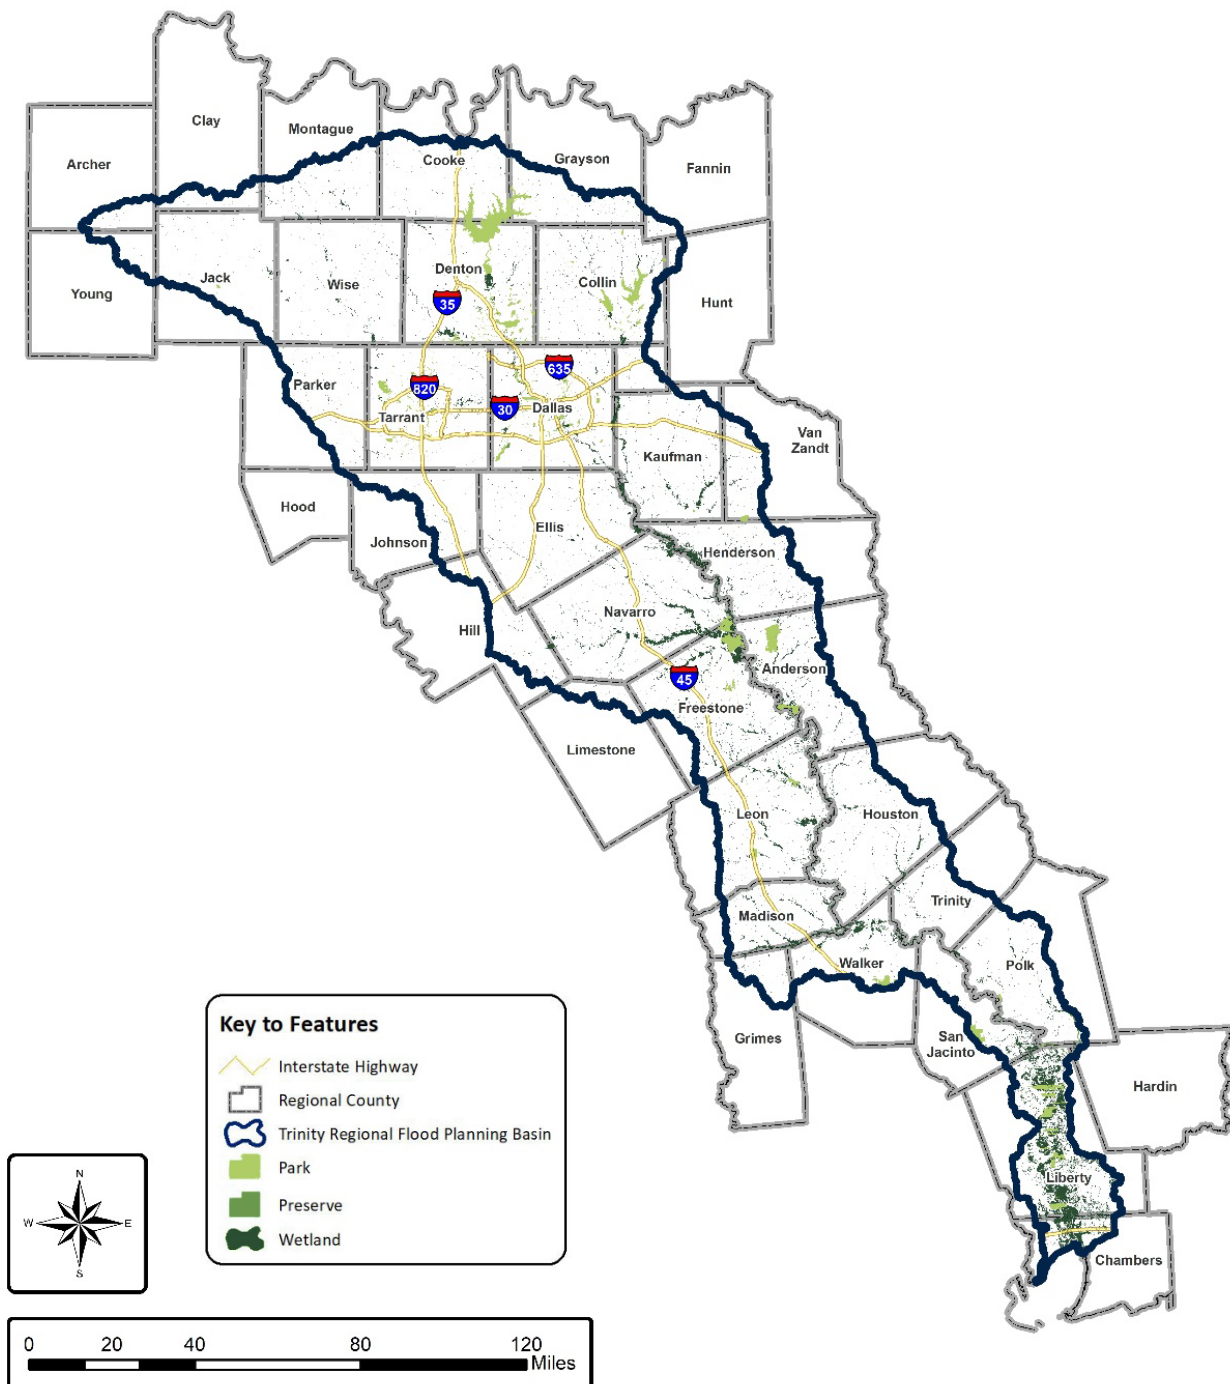 Clay
Montague
Archer
Cooke
Grayson
Fannin
Jack
Wise
Denton
Collin
Young
Hunt
35
635
Parker
820
30
Dallas
Tarrant
Van
Zandt
Kaufman
Hood
Ellis
Johnson
Henderson
Navarro
Hill
Anderson
45
Freestone
Limestone
Leon
Houston
Trinity
Madison
Walker
Polk
Grimes
San
Jacinto
Hardin
Liberty
Chambers
Key to Features
Interstate Highway
Regional County
Trinity Regional Flood Planning Basin
Park
Preserve
Wetland
N
W E
S
0 20 40 80 120
Miles